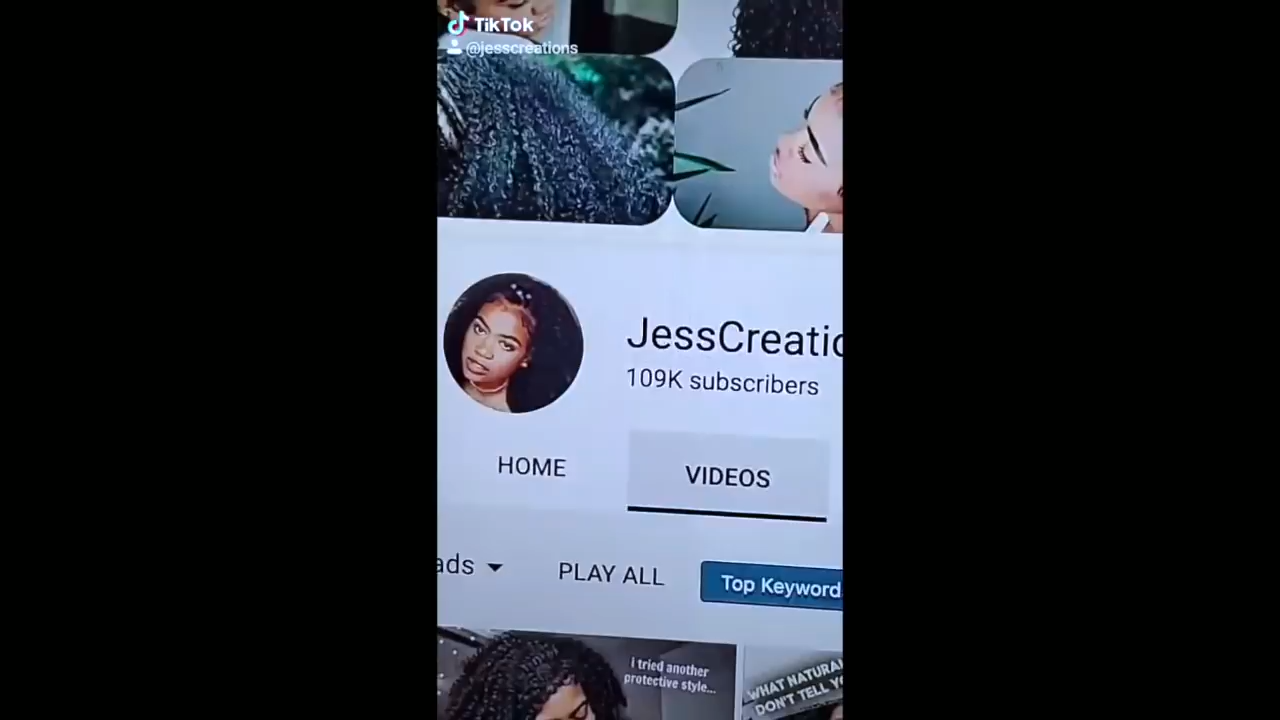 TikTok
@jesscreations
JessCreatio
109K subscribers
HOME
VIDEOS
ads
PLAY ALL
Top Keyword
i tried another
protective style...
WHAT NATURAL
DON'T TELL YO